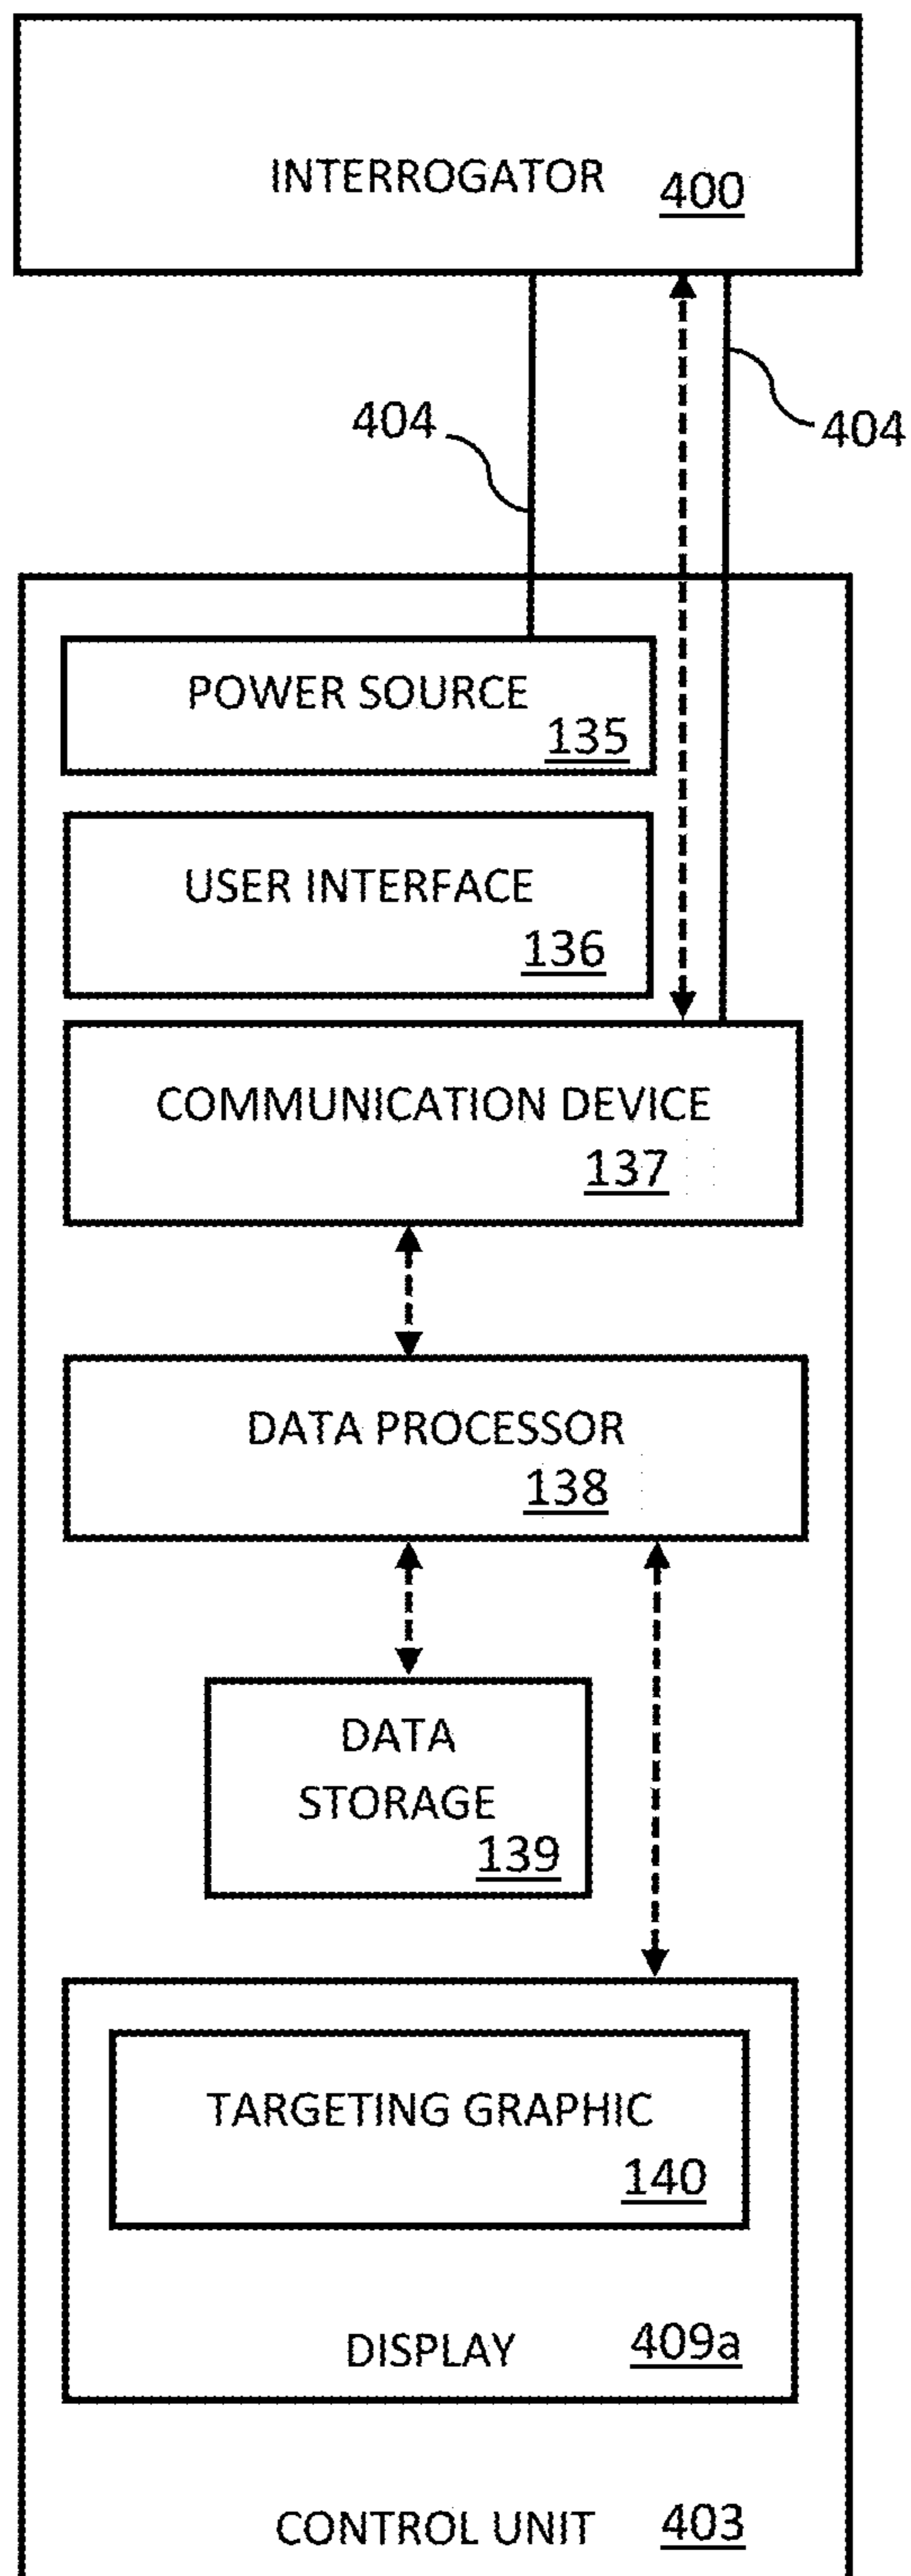 INTERROGATOR 400
404
404
POWER SOURCE
135
USER INTERFACE
136
COMMUNICATION DEVICE
137
DATA PROCESSOR
138
DATA
STORAGE
139
TARGETING GRAPHIC
140
DISPLAY 409a
CONTROL UNIT 403